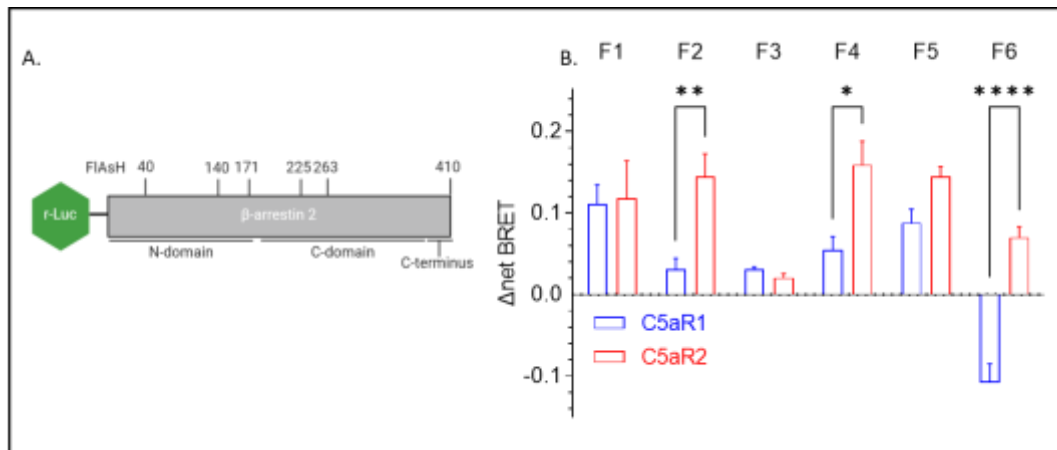 A.
FlAsH 40 140 171 225 263 410
r-Luc
β-arrestin 2
N-domain C-domain
C-terminus
B. F1 F2 F3 F4 F5 F6
** * ****
Δnet BRET
0.2
0.1
0.0
-0.1
C5aR1
C5aR2